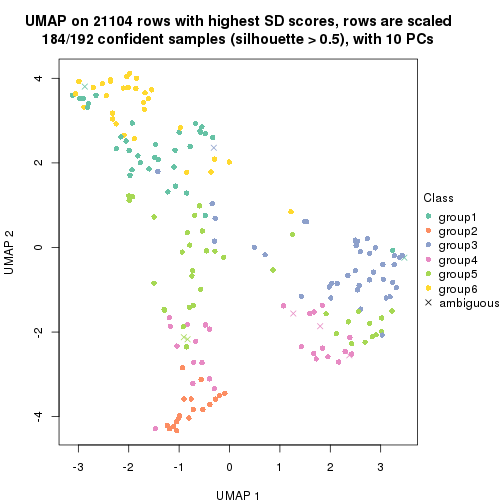 UMAP on 21104 rows with highest SD scores, rows are scaled
184/192 confident samples (silhouette > 0.5), with 10 PCs
4
2
0
-2
-4
-3
-2
-1
0
1
2
3
UMAP 1
UMAP 2
Class
group1
group2
group3
group4
group5
group6
ambiguous